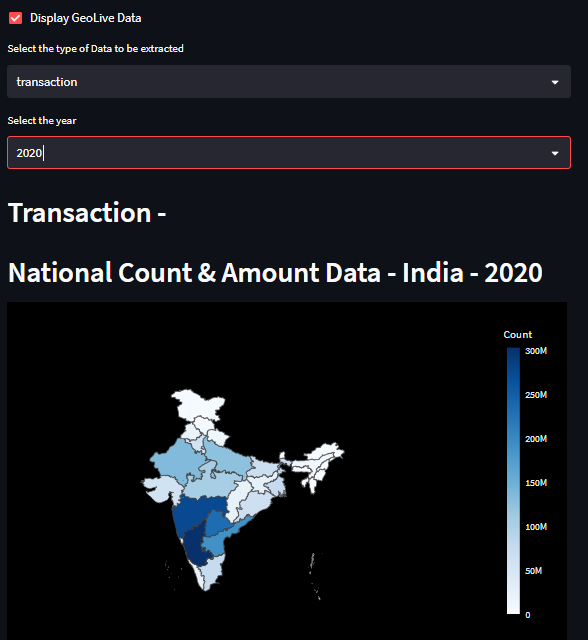 Display GeoLive Data
Select the type of Data to be extracted
transaction
Select the year
2020
Transaction -
National Count & Amount Data - India - 2020
Count
300M
250M
200M
150M
100M
50M
0